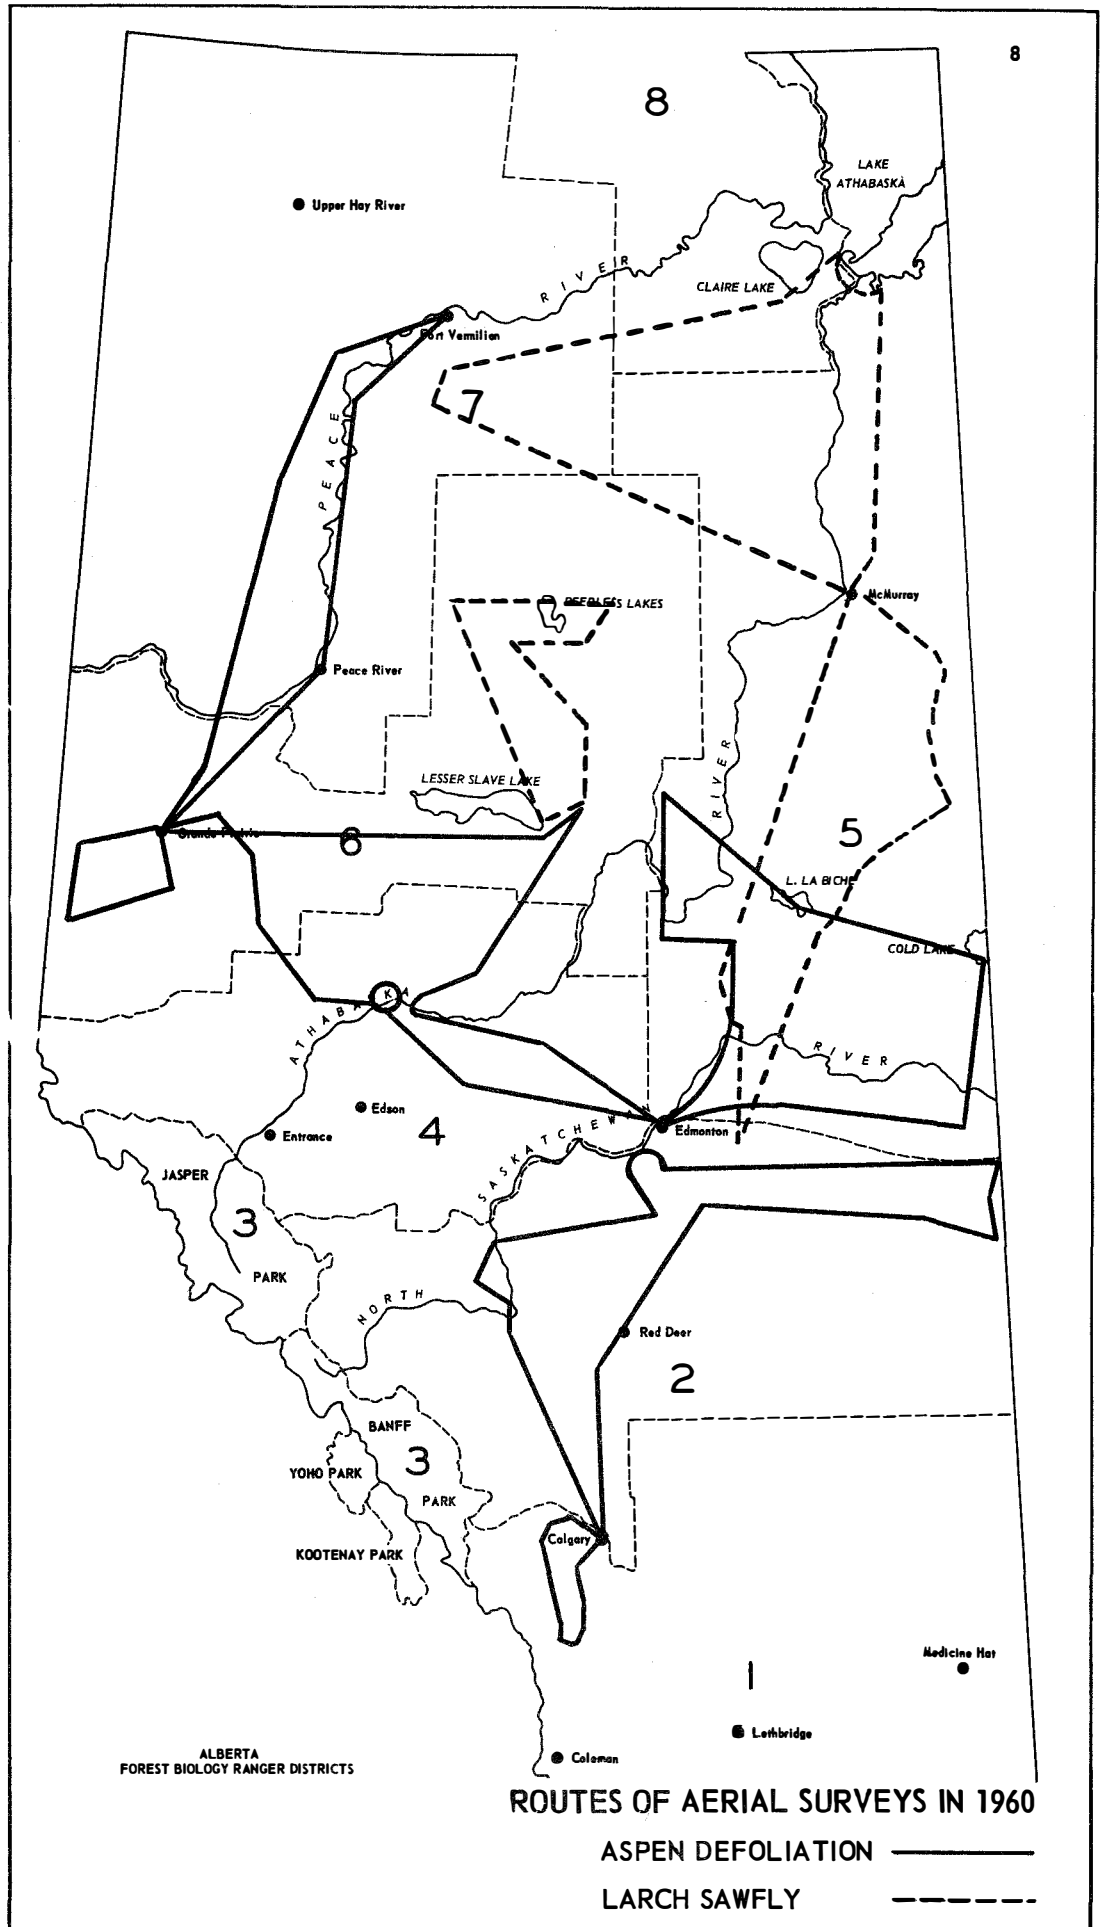 8
8
LAKE
ATHABASKA
Upper Hay River
RIVER
CLAIRE LAKE
Fort Vermilion
7
PEACE
PEERLESS LAKES
McMurray
Peace River
LESSER SLAVE LAKE
RIVER
Grande Prairie
6
5
L. LA BICHE
COLD LAKE
ATHABASKA
RIVER
Edson
Entrance
4
SASKATCHEWAN
Edmonton
JASPER
3
PARK
NORTH
Red Deer
2
BANFF
3
YOHO PARK
PARK
Calgary
KOOTENAY PARK
Medicine Hat
1
Lethbridge
Coleman
ALBERTA
FOREST BIOLOGY RANGER DISTRICTS
ROUTES OF AERIAL SURVEYS IN 1960
ASPEN DEFOLIATION
LARCH SAWFLY